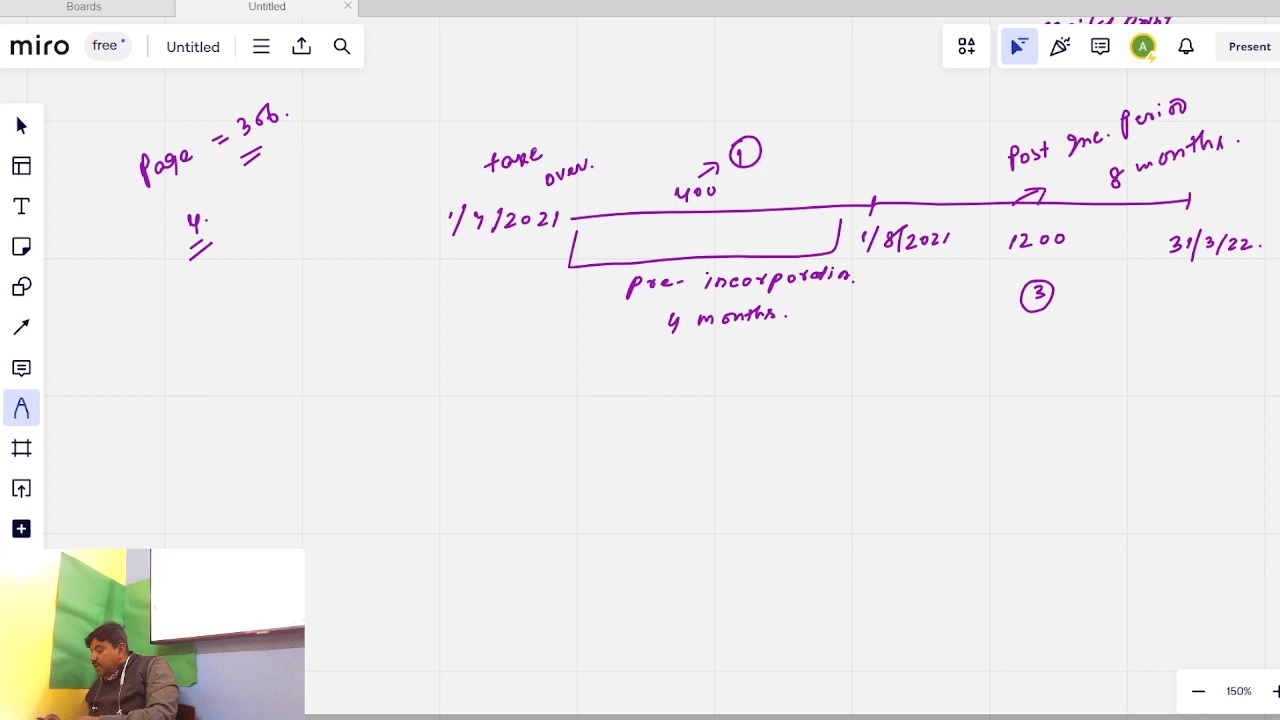 Boards
Untitled
miro
free
Untitled
Present
Page = 366.
4.
take
over.
400
1
Post inc. Period
8 months.
1/4/2021
1/8/2021
1200
31/3/22.
3
pre- incorporation.
4 months.
150%